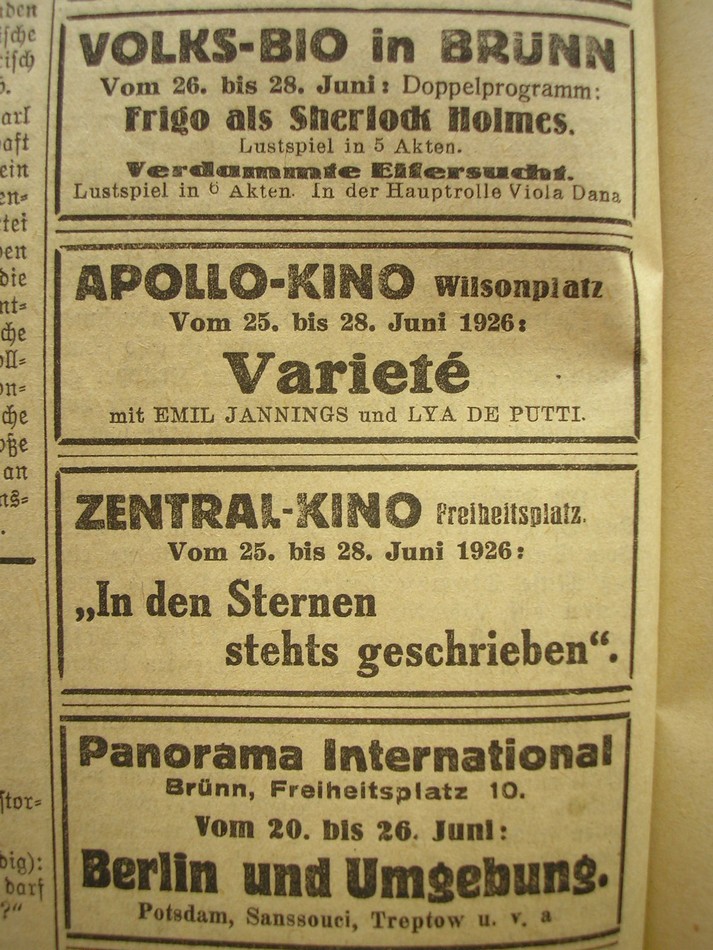 VOLKS-BIO in BRÜNN
Vom 26. bis 28. Juni: Doppelprogramm:
Frigo als Sherlock Holmes.
Lustspiel in 5 Akten.
Verdammte Eifersucht.
Lustspiel in 6 Akten. In der Hauptrolle Viola Dana
APOLLO-KINO Wilsonplatz
Vom 25. bis 28. Juni 1926:
Varieté
mit EMIL JANNINGS und LYA DE PUTTI.
ZENTRAL-KINO Freiheitsplatz.
Vom 25. bis 28. Juni 1926:
„In den Sternen
stehts geschrieben“.
Panorama International
Brünn, Freiheitsplatz 10.
Vom 20. bis 26. Juni:
Berlin und Umgebung.
Potsdam, Sanssouci, Treptow u. v. a